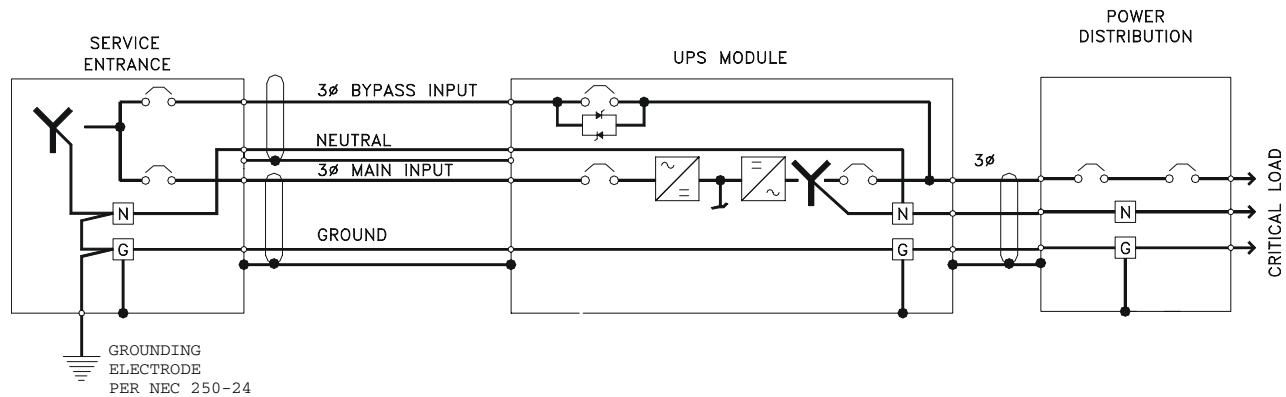 POWER
DISTRIBUTION
SERVICE
ENTRANCE
UPS MODULE
3ø BYPASS INPUT
NEUTRAL
3ø MAIN INPUT
3ø
N
N
N
GROUND
G
G
G
CRITICAL LOAD
GROUNDING
ELECTRODE
PER NEC 250-24